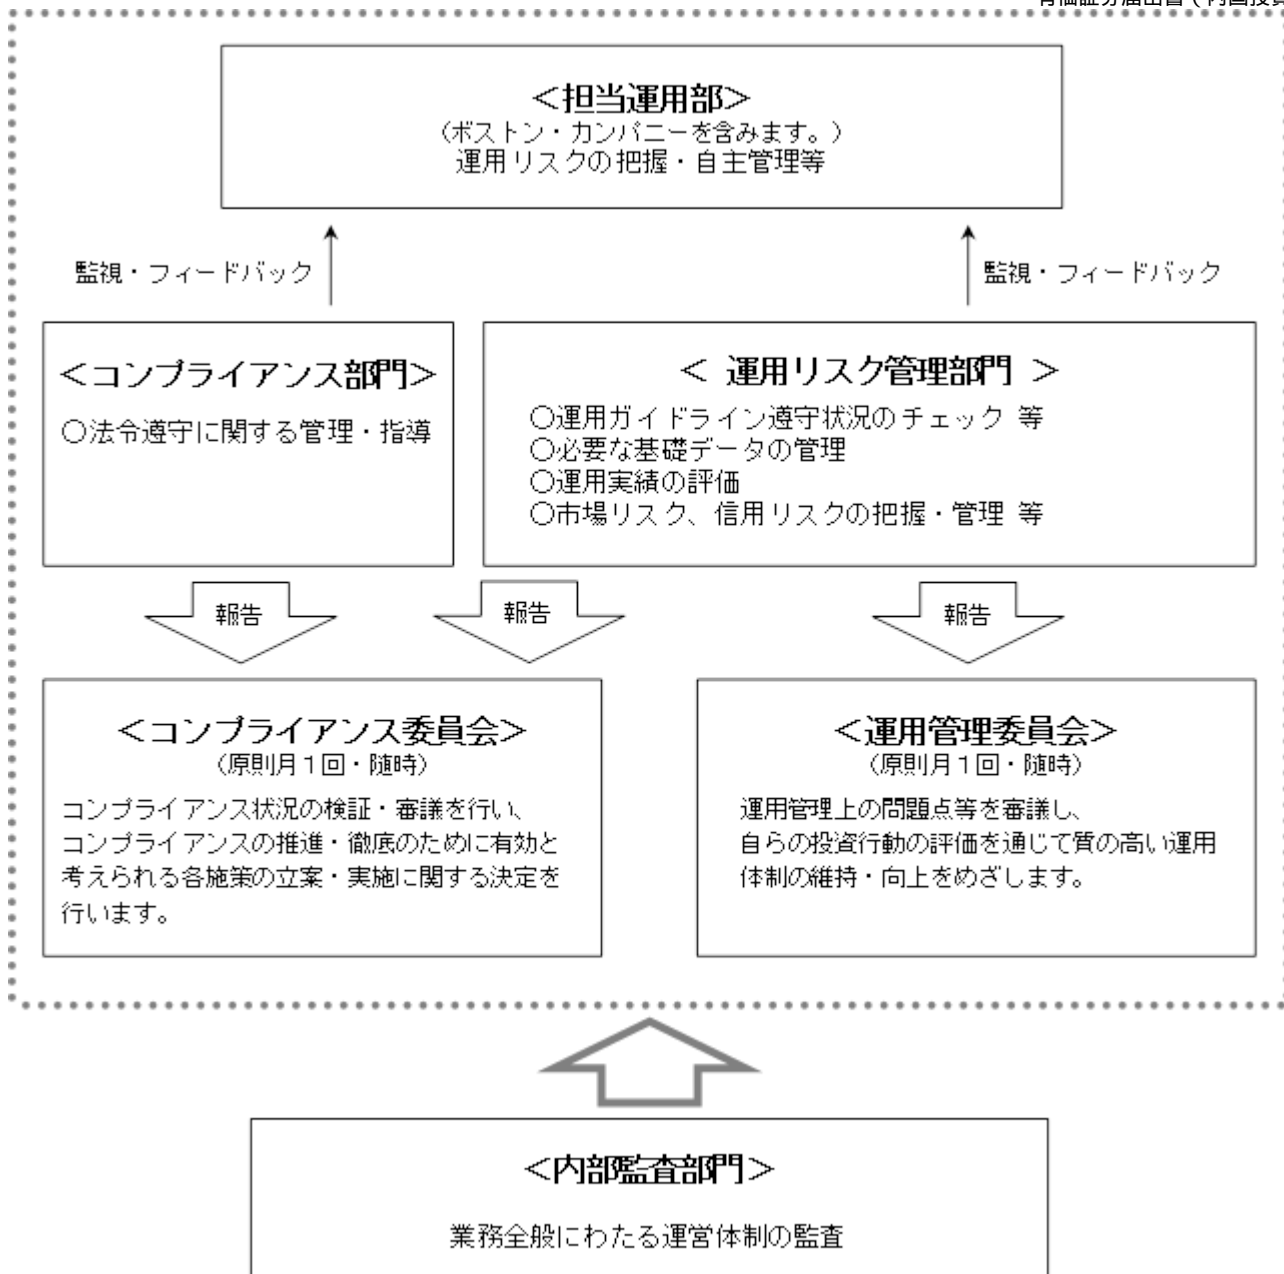 ＜担当運用部＞
（ボストン・カンパニーを含みます。）
運用リスクの把握・自主管理等
監視・フィードバック
監視・フィードバック
＜コンプライアンス部門＞
○法令遵守に関する管理・指導
＜ 運用リスク管理部門 ＞
○運用ガイドライン遵守状況のチェック 等
○必要な基礎データの管理
○運用実績の評価
○市場リスク、信用リスクの把握・管理 等
報告
報告
報告
＜コンプライアンス委員会＞
（原則月１回・随時）
コンプライアンス状況の検証・審議を行い、
コンプライアンスの推進・徹底のために有効と
考えられる各施策の立案・実施に関する決定を
行います。
＜運用管理委員会＞
（原則月１回・随時）
運用管理上の問題点等を審議し、
自らの投資行動の評価を通じて質の高い運用
体制の維持・向上をめざします。
＜内部監査部門＞
業務全般にわたる運営体制の監査